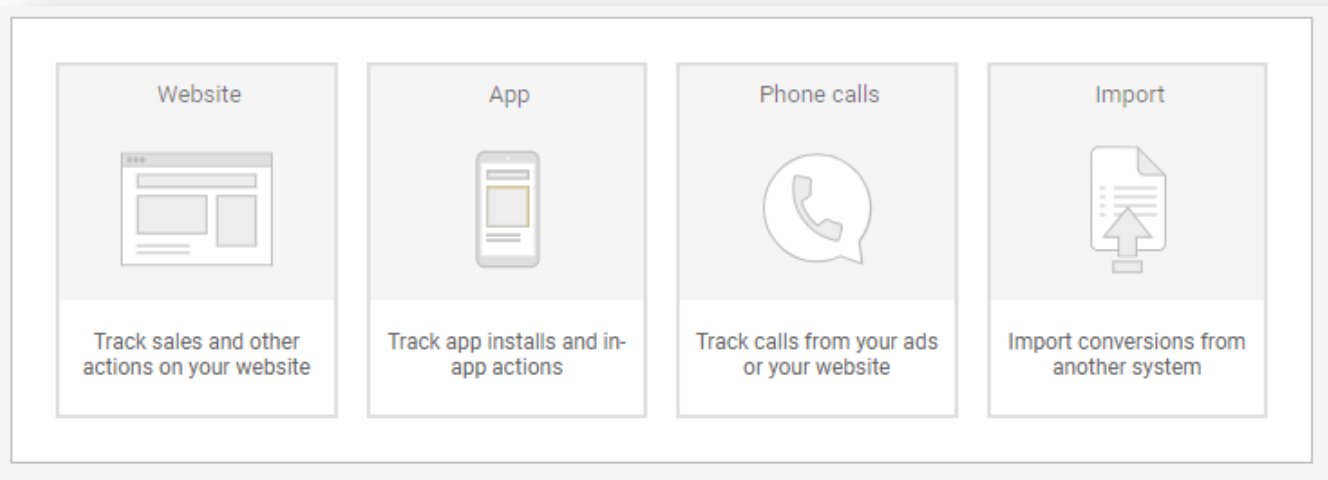 Website
Track sales and other
actions on your website
App
Track app installs and in-
app actions
Phone calls
Track calls from your ads
or your website
Import
Import conversions from
another system